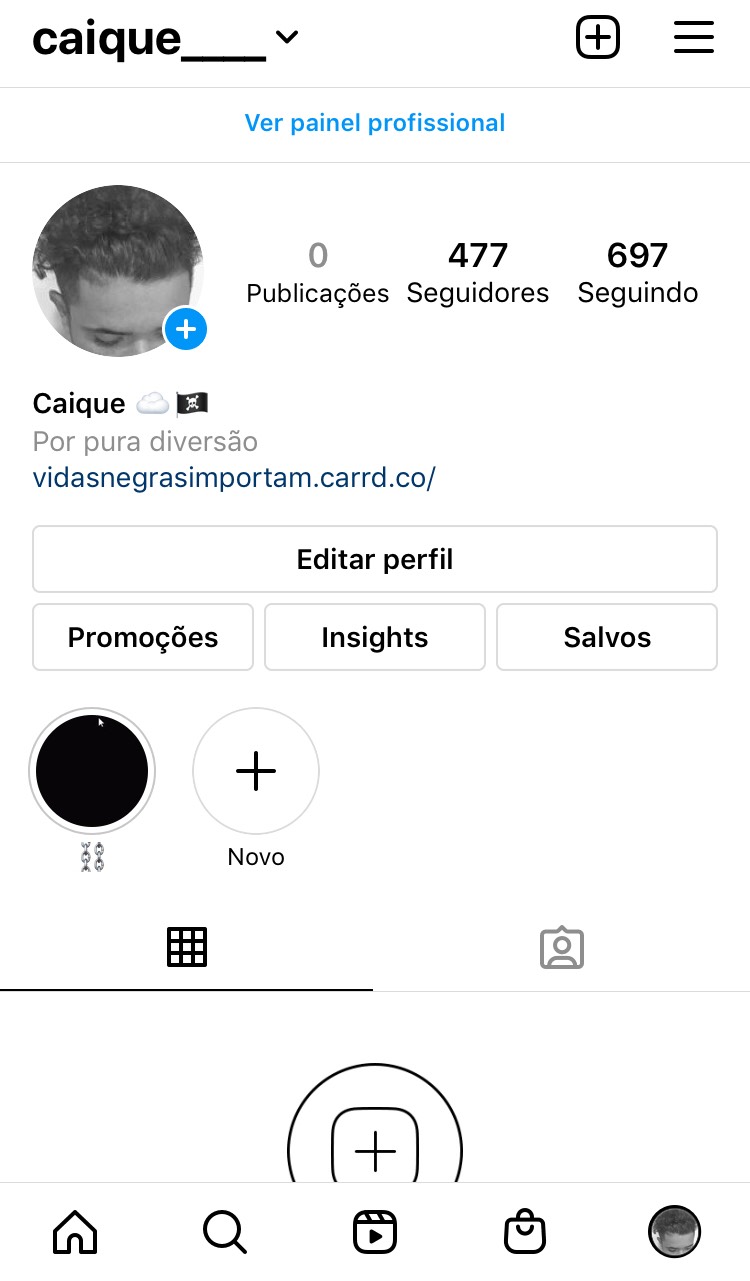 caique____
Ver painel profissional
0 477 697
Publicações Seguidores Seguindo
Caique ☁️🏴‍☠️
Por pura diversão
vidasnegrasimportam.carrd.co/
Editar perfil
Promoções Insights Salvos
⛓ Novo